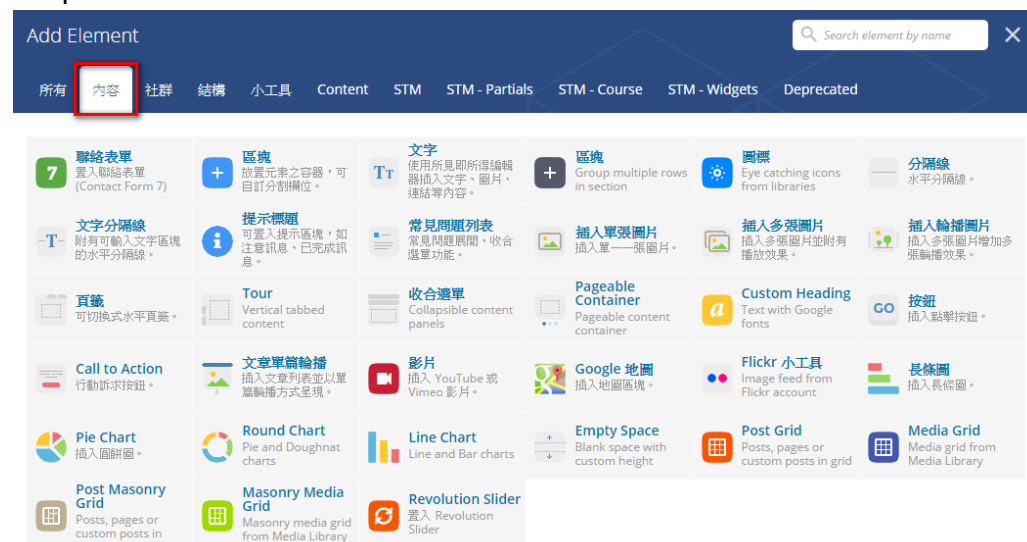 Add Element
Search element by name
所有 內容 社群 結構 小工具 Content STM STM - Partials STM - Course STM - Widgets Deprecated
7
聯絡表單
置入聯絡表單
(Contact Form 7)
區塊
放置元素之容器，可
自訂分割欄位。
TT
文字
使用所見即所得編輯
器插入文字、圖片、
連結等內容。
區塊
Group multiple rows
in section
圖標
Eye catching icons
from libraries
分隔線
水平分隔線。
-T-
文字分隔線
附有可輸入文字區塊
的水平分隔線。
提示標題
可置入提示區塊，如
注意訊息、已完成訊
息。
常見問題列表
常見問題展開、收合
選單功能。
插入單張圖片
插入單一一張圖片。
插入多張圖片
插入多張圖片並附有
播放效果。
插入輪播圖片
插入多張圖片增加多
張輪播效果。
頁籤
可切換式水平頁籤。
Tour
Vertical tabbed
content
收合選單
Collapsible content
panels
Pageable
Container
Pageable content
container
a
Custom Heading
Text with Google
fonts
GO
按鈕
插入點擊按鈕。
Call to Action
行動訴求按鈕。
文章單篇輪播
插入文章列表並以單
篇輪播方式呈現。
影片
插入 YouTube 或
Vimeo 影片。
Google 地圖
插入地圖區塊。
Flickr 小工具
Image feed from
Flickr account
長條圖
插入長條圖。
Pie Chart
插入圓餅圖。
Round Chart
Pie and Doughnat
charts
Line Chart
Line and Bar charts
Empty Space
Blank space with
custom height
Post Grid
Posts, pages or
custom posts in grid
Media Grid
Media grid from
Media Library
Post Masonry
Grid
Posts, pages or
custom posts in
Masonry Media
Grid
Masonry media grid
from Media Library
Revolution Slider
置入 Revolution
Slider